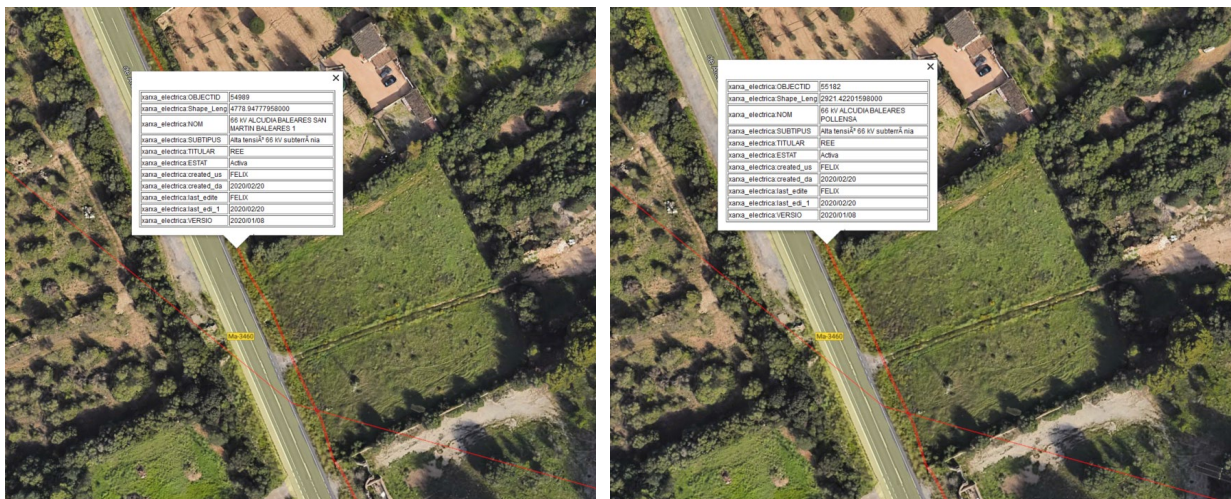 xarxa_electrica:OBJECTID 54989
xarxa_electrica:Shape_Leng 4778.94777958000
xarxa_electrica:NOM 66 kV ALCUDIABALEARES SAN
MARTIN BALEARES 1
xarxa_electrica:SUBTIPUS Alta tensiÃ³ 66 kV subterrÃ nia
xarxa_electrica:TITULAR REE
xarxa_electrica:ESTAT Activa
xarxa_electrica:created_us FELIX
xarxa_electrica:created_da 2020/02/20
xarxa_electrica:last_edite FELIX
xarxa_electrica:last_edi_1 2020/02/20
xarxa_electrica:VERSIO 2020/01/08
Ma-3460
xarxa_electrica:OBJECTID 55182
xarxa_electrica:Shape_Leng 2921.42201598000
xarxa_electrica:NOM 66 kV ALCUDIABALEARES
POLLENSA
xarxa_electrica:SUBTIPUS Alta tensiÃ³ 66 kV subterrÃ nia
xarxa_electrica:TITULAR REE
xarxa_electrica:ESTAT Activa
xarxa_electrica:created_us FELIX
xarxa_electrica:created_da 2020/02/20
xarxa_electrica:last_edite FELIX
xarxa_electrica:last_edi_1 2020/02/20
xarxa_electrica:VERSIO 2020/01/08
Ma-3460